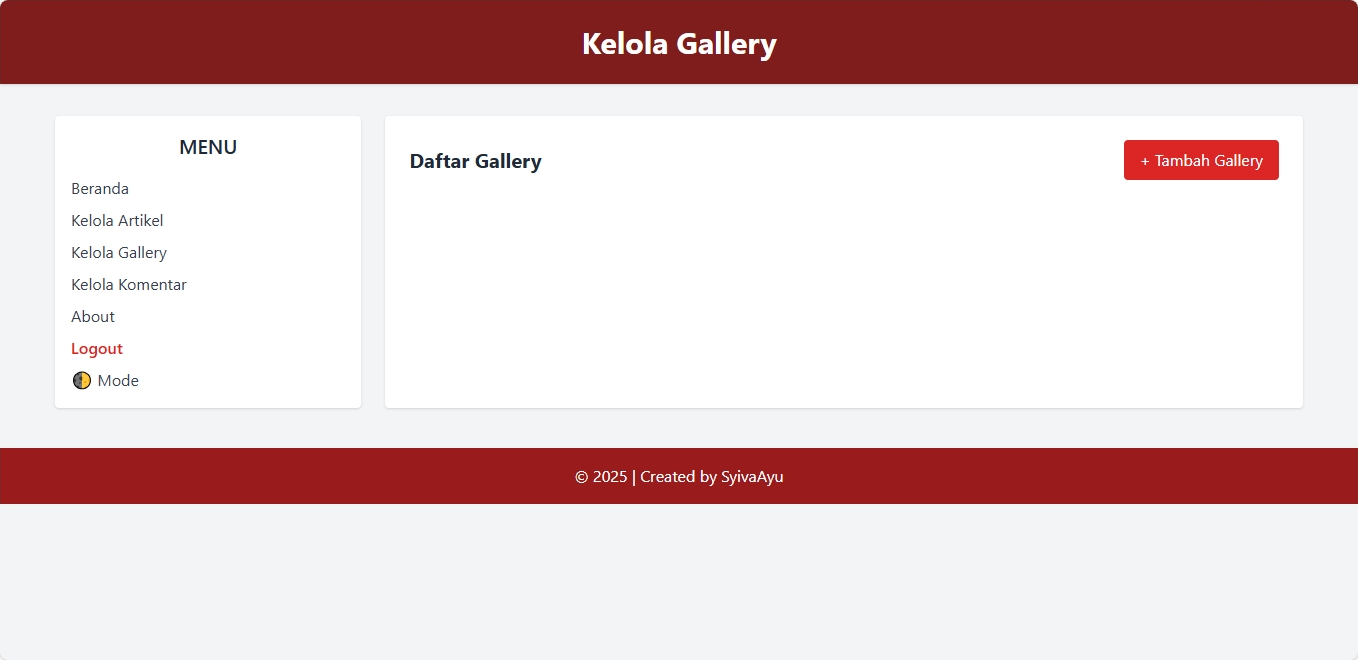 Kelola Gallery
MENU
Beranda
Kelola Artikel
Kelola Gallery
Kelola Komentar
About
Logout
Mode
Daftar Gallery
+ Tambah Gallery
© 2025 | Created by SyivaAyu